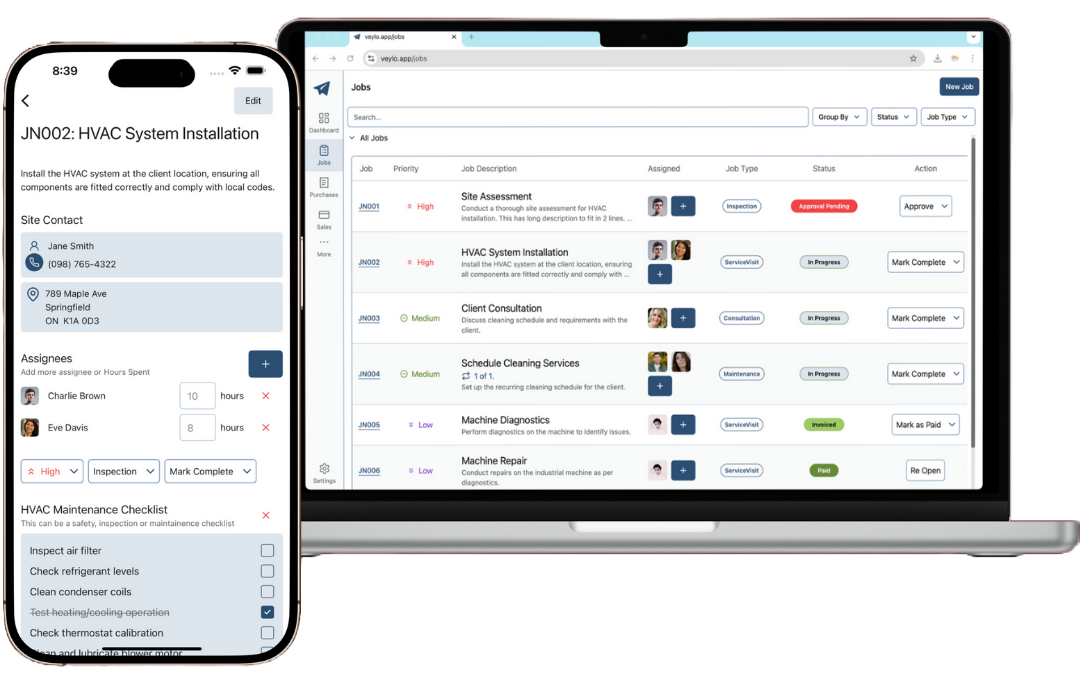 8:39
Edit
JN002: HVAC System Installation
Install the HVAC system at the client location, ensuring all
components are fitted correctly and comply with local codes.
Site Contact
Jane Smith
(098) 765-4322
789 Maple Ave
Springfield
ON K1A 0D3
Assignees
Add more assignee or Hours Spent
+
Charlie Brown 10 hours ×
Eve Davis 8 hours ×
High Inspection Mark Complete
HVAC Maintenance Checklist
This can be a safety, inspection or maintainence checklist
Inspect air filter
Check refrigerant levels
Clean condenser coils
Test heating/cooling operation
Check thermostat calibration
Clean and lubricate blower motor
veylo.app/jobs
veylo.app/jobs
Dashboard
Jobs
Purchases
Sales
More
Settings
Jobs
New Job
Search...
Group By Status Job Type
All Jobs
Job Priority Job Description Assigned Job Type Status Action
JN001 High Site Assessment + Inspection Approval Pending Approve
Conduct a thorough site assessment for HVAC
installation. This has long description to fit in 2 lines. ...
JN002 High HVAC System Installation + ServiceVisit In Progress Mark Complete
Install the HVAC system at the client location, ensuring
all components are fitted correctly and comply with ...
JN003 Medium Client Consultation + Consultation In Progress Mark Complete
Discuss cleaning schedule and requirements with the
client.
JN004 Medium Schedule Cleaning Services + Maintenance In Progress Mark Complete
1 of 1.
Set up the recurring cleaning schedule for the client.
JN005 Low Machine Diagnostics + ServiceVisit Invoiced Mark as Paid
Perform diagnostics on the machine to identify issues.
JN006 Low Machine Repair + ServiceVisit Paid Re Open
Conduct repairs on the industrial machine as per
diagnostics.